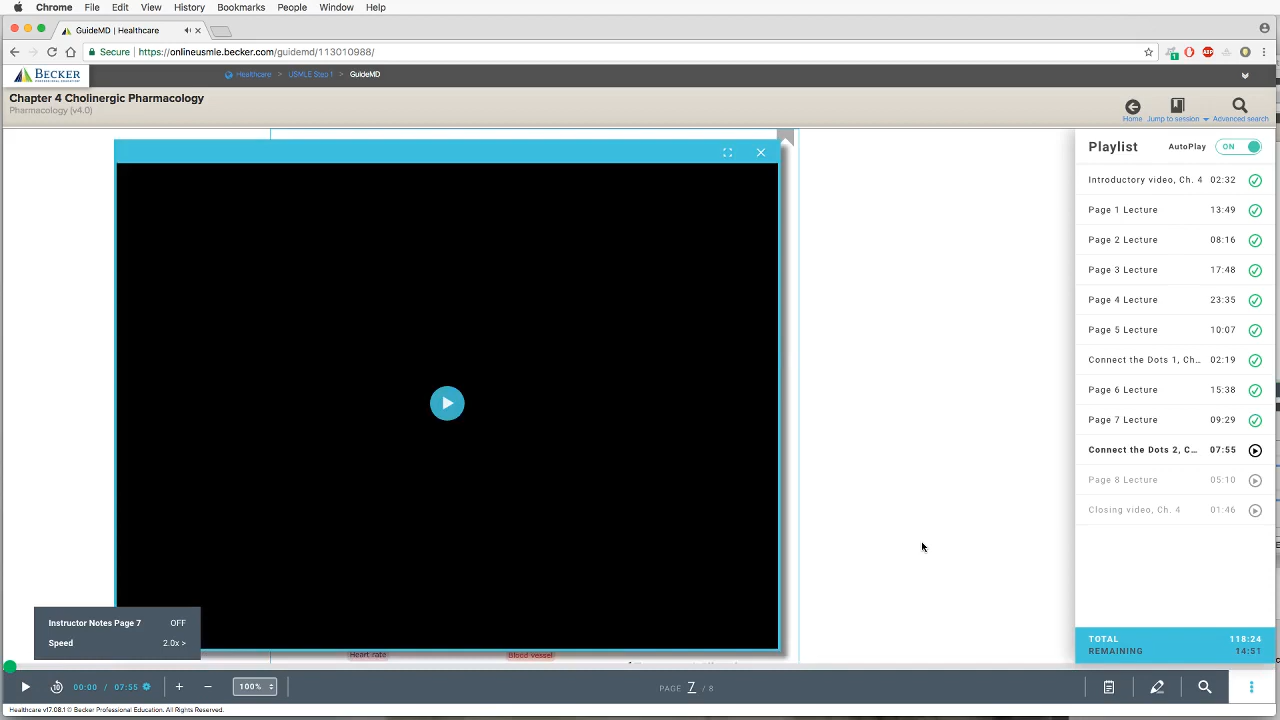 Chrome File Edit View History Bookmarks People Window Help
GuideMD | Healthcare
Secure https://onlineusmle.becker.com/guidemd/113010988/
BECKER
PROFESSIONAL EDUCATION
Healthcare > USMLE Step 1 > GuideMD
Chapter 4 Cholinergic Pharmacology
Pharmacology (v4.0)
Home Jump to session Advanced search
Playlist AutoPlay ON
Introductory video, Ch. 4 02:32
Page 1 Lecture 13:49
Page 2 Lecture 08:16
Page 3 Lecture 17:48
Page 4 Lecture 23:35
Page 5 Lecture 10:07
Connect the Dots 1, Ch... 02:19
Page 6 Lecture 15:38
Page 7 Lecture 09:29
Connect the Dots 2, C... 07:55
Page 8 Lecture 05:10
Closing video, Ch. 4 01:46
Instructor Notes Page 7 OFF
Speed 2.0x >
Heart rate Blood vessel
TOTAL 118:24
REMAINING 14:51
10 00:00 / 07:55 + − 100% PAGE 7 / 8
Healthcare v17.08.1 © Becker Professional Education. All Rights Reserved.